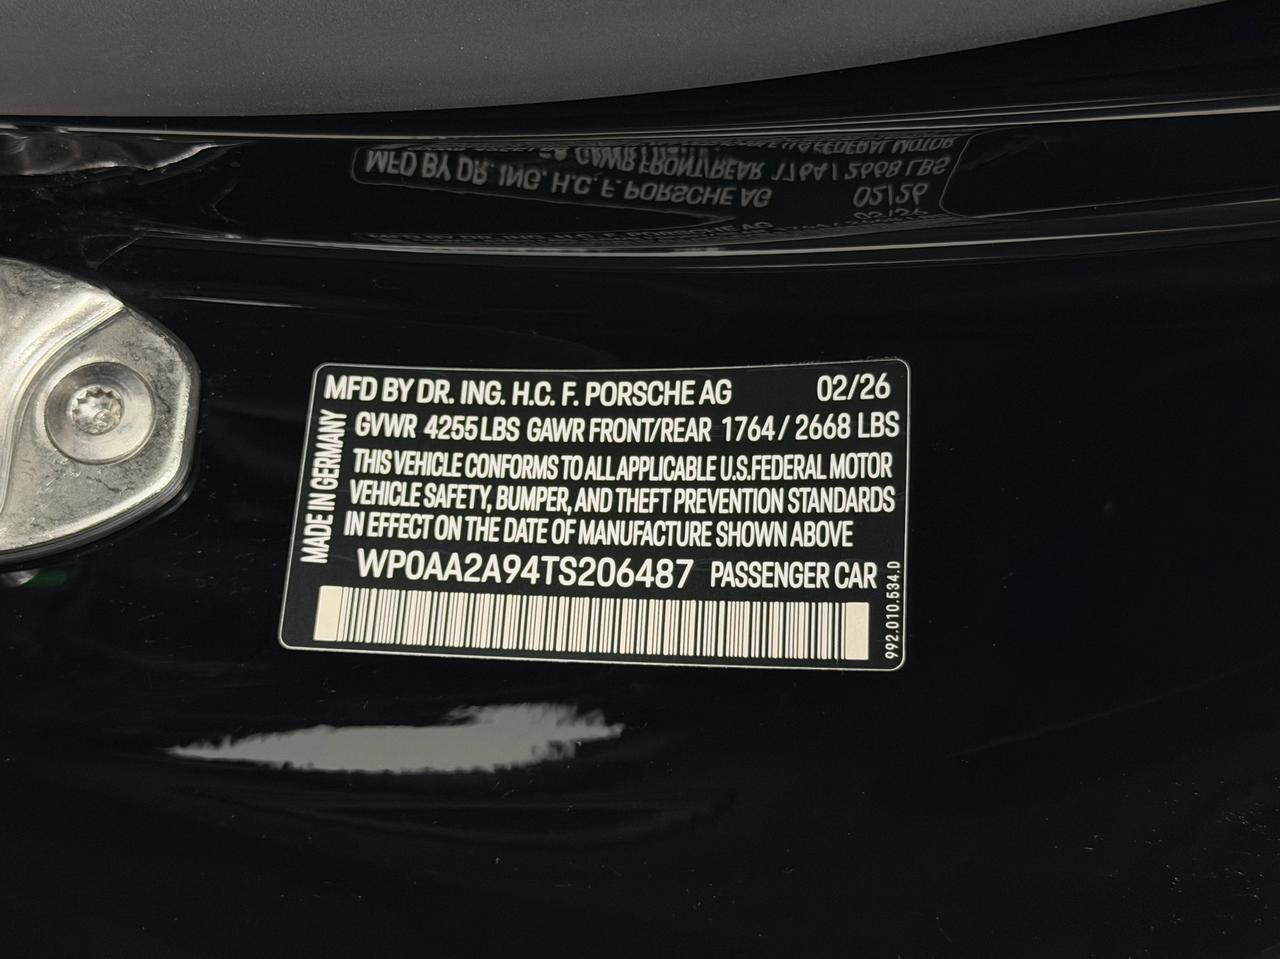 MFD BY DR. ING. H.C. F. PORSCHE AG 02/26
GVWR 4255 LBS GAWR FRONT/REAR 1764 / 2668 LBS
THIS VEHICLE CONFORMS TO ALL APPLICABLE U.S.FEDERAL MOTOR
VEHICLE SAFETY, BUMPER, AND THEFT PREVENTION STANDARDS
IN EFFECT ON THE DATE OF MANUFACTURE SHOWN ABOVE
WP0AA2A94TS206487 PASSENGER CAR
MADE IN GERMANY
992.010.534.0